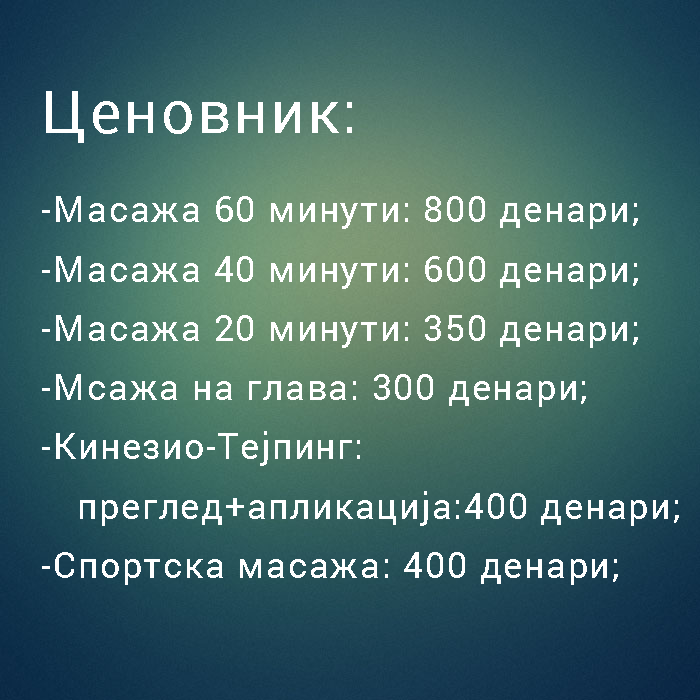 Ценовник:
-Масажа 60 минути: 800 денари;
-Масажа 40 минути: 600 денари;
-Масажа 20 минути: 350 денари;
-Мсажа на глава: 300 денари;
-Кинезио-Тејпинг:
преглед+апликација:400 денари;
-Спортска масажа: 400 денари;